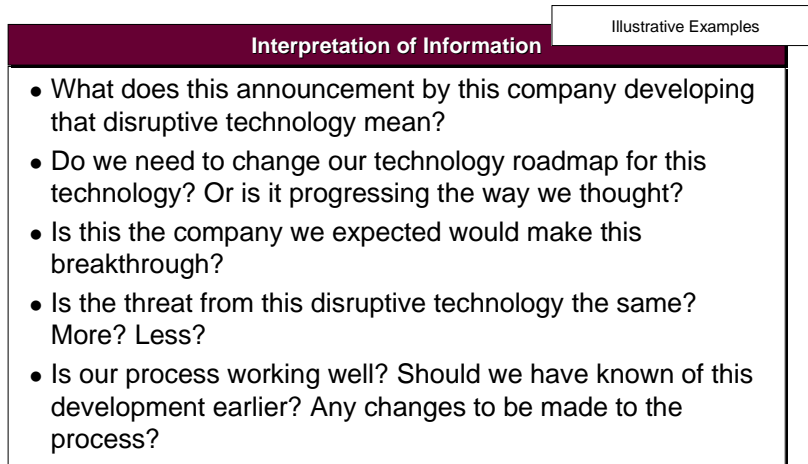 Illustrative Examples
Interpretation of Information
• What does this announcement by this company developing
that disruptive technology mean?
• Do we need to change our technology roadmap for this
technology? Or is it progressing the way we thought?
• Is this the company we expected would make this
breakthrough?
• Is the threat from this disruptive technology the same?
More? Less?
• Is our process working well? Should we have known of this
development earlier? Any changes to be made to the
process?